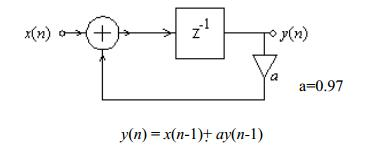 x(n) + z⁻¹ y(n)
a
a=0.97
y(n) = x(n-1)+ ay(n-1)